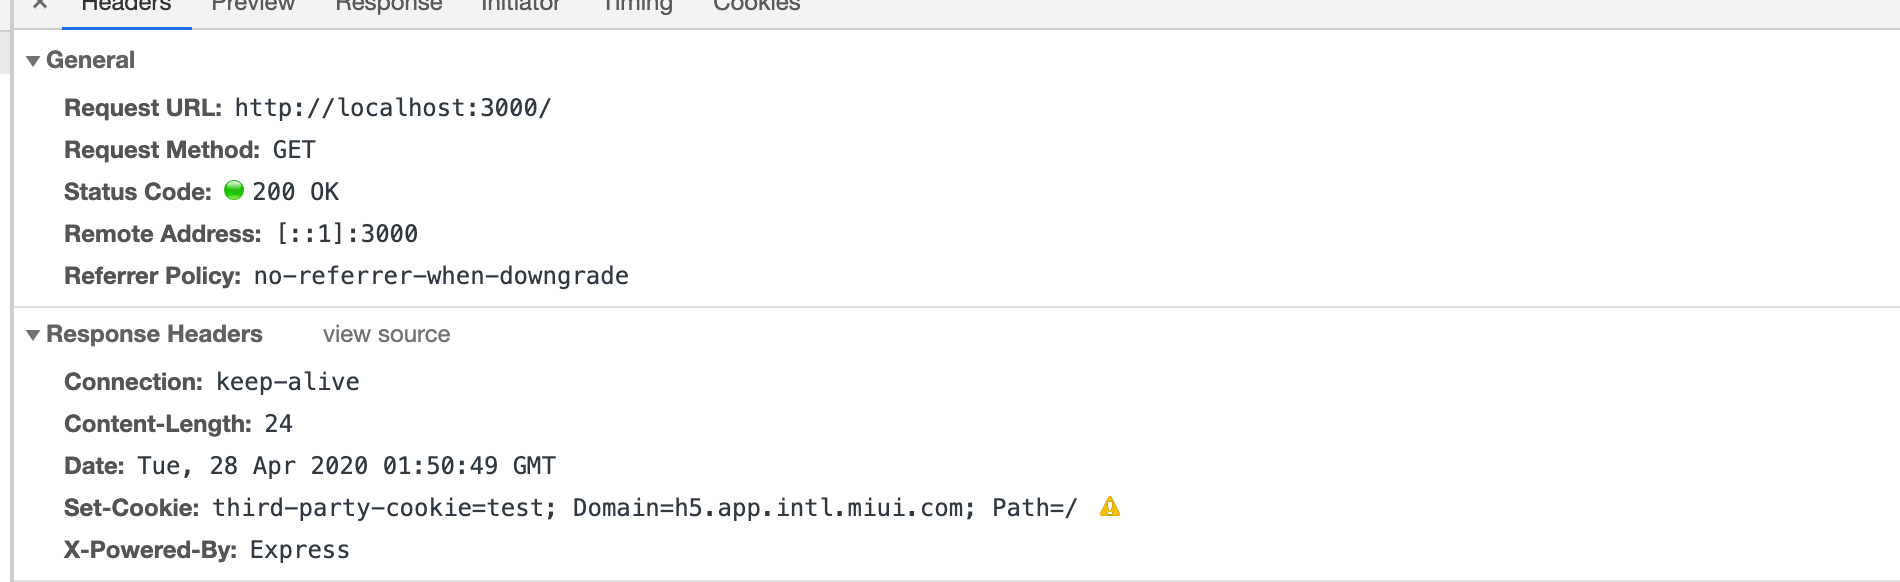 × Headers Preview Response Initiator Timing Cookies
General
Request URL: http://localhost:3000/
Request Method: GET
Status Code: 200 OK
Remote Address: [::1]:3000
Referrer Policy: no-referrer-when-downgrade
Response Headers view source
Connection: keep-alive
Content-Length: 24
Date: Tue, 28 Apr 2020 01:50:49 GMT
Set-Cookie: third-party-cookie=test; Domain=h5.app.intl.miui.com; Path=/
X-Powered-By: Express